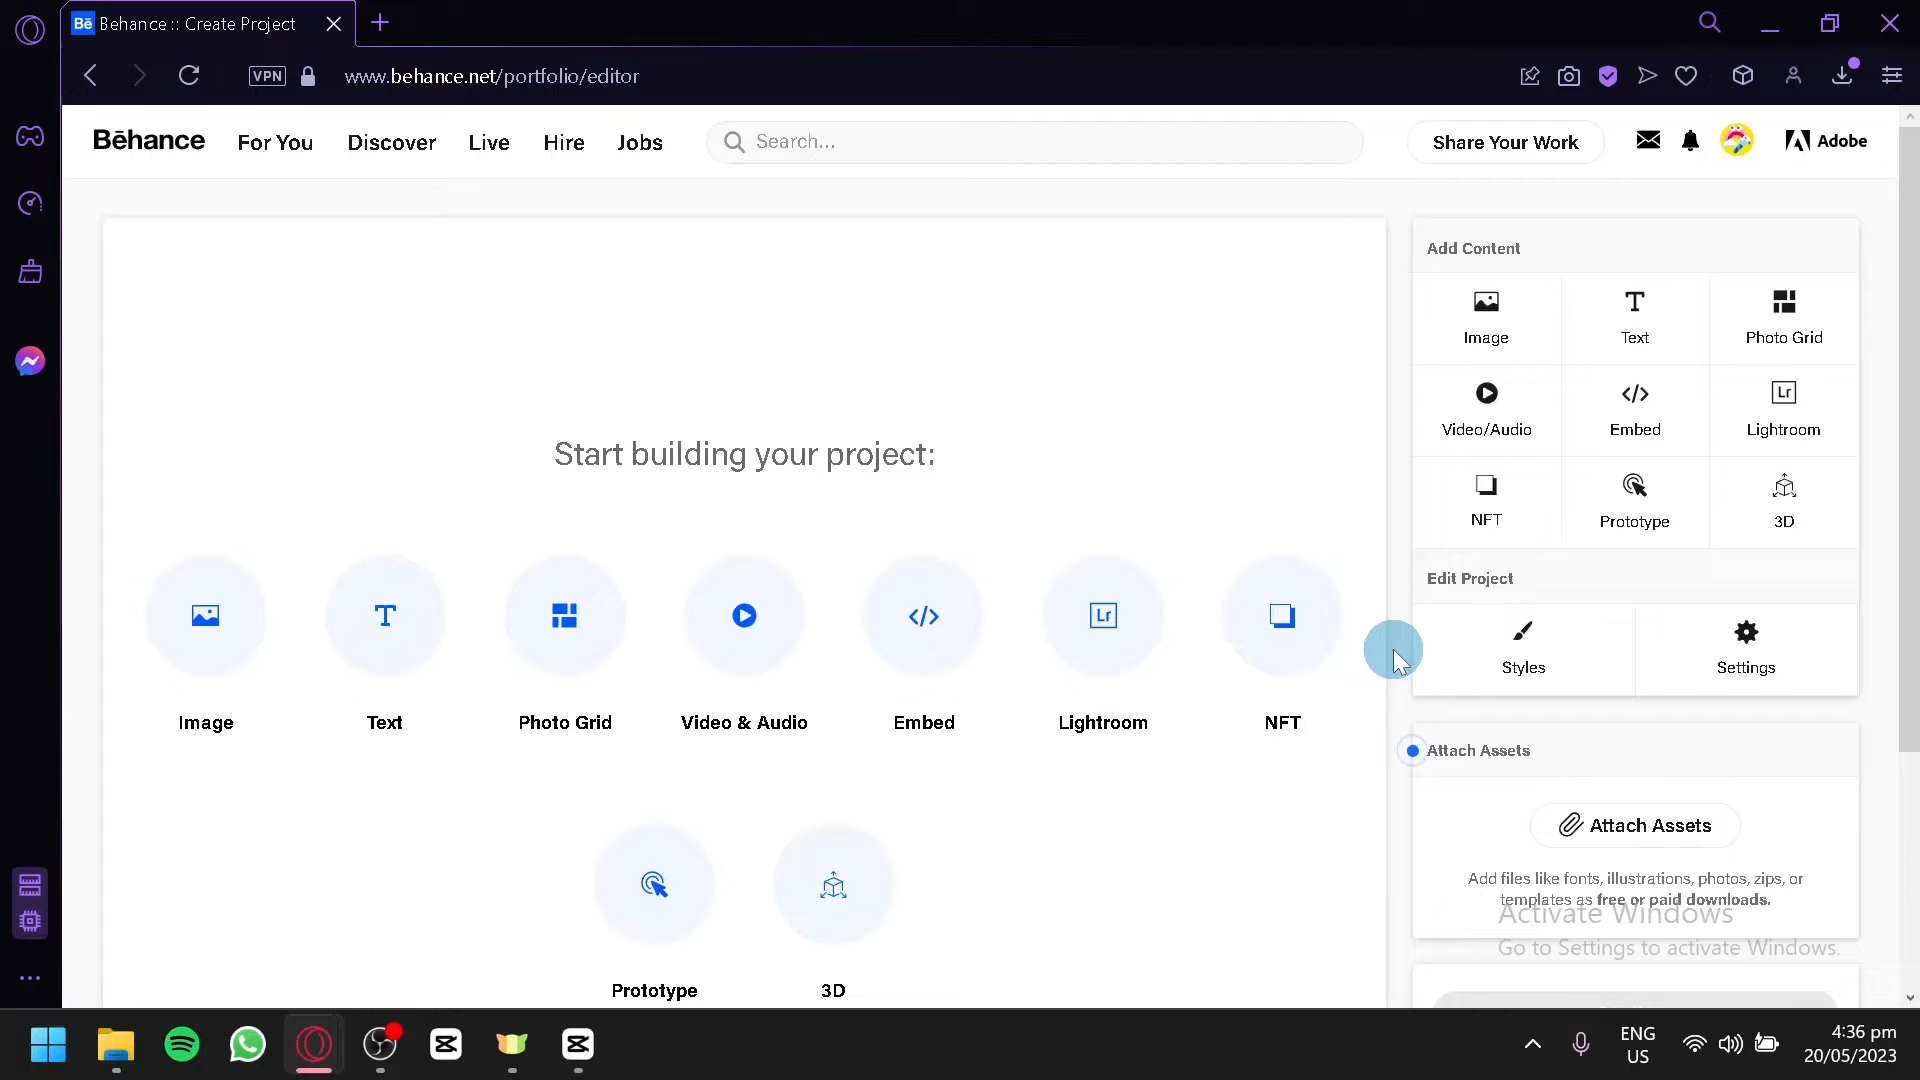 Bē Behance :: Create Project
VPN www.behance.net/portfolio/editor
Bēhance For You Discover Live Hire Jobs Search... Share Your Work Adobe
Start building your project:
Image Text Photo Grid Video & Audio Embed Lr Lightroom NFT
Prototype 3D
Add Content
Image Text Photo Grid
Video/Audio Embed Lr Lightroom
NFT Prototype 3D
Edit Project
Styles Settings
Attach Assets
Attach Assets
Add files like fonts, illustrations, photos, zips, or
templates as free or paid downloads.
Activate Windows
Go to Settings to activate Windows.
ENG
US
4:36 pm
20/05/2023